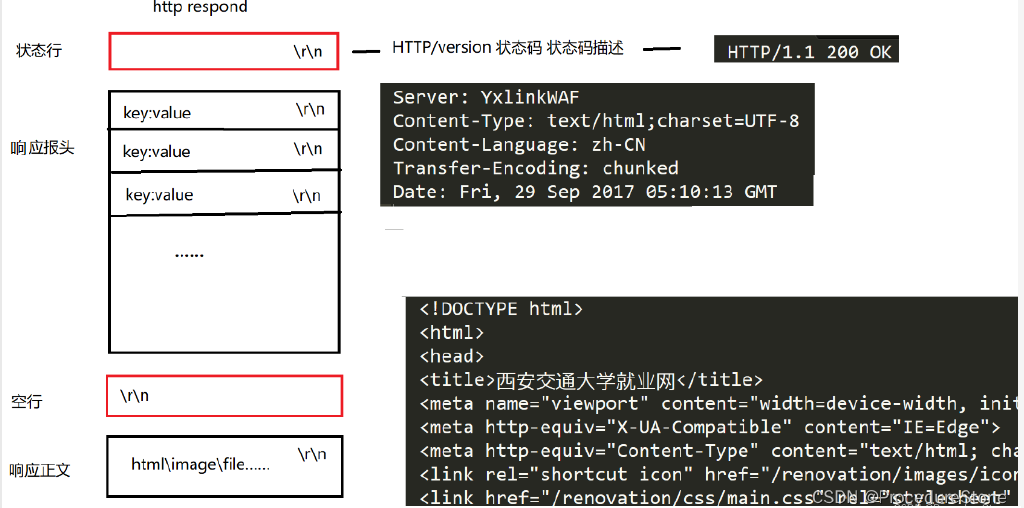 http respond
状态行
\r\n
HTTP/version 状态码 状态码描述
HTTP/1.1 200 OK
响应报头
key:value \r\n
key:value \r\n
key:value \r\n
......
Server: YxlinkWAF
Content-Type: text/html;charset=UTF-8
Content-Language: zh-CN
Transfer-Encoding: chunked
Date: Fri, 29 Sep 2017 05:10:13 GMT
空行
\r\n
响应正文
html\image\file...... \r\n
<!DOCTYPE html>
<html>
<head>
<title>西安交通大学就业网</title>
<meta name="viewport" content="width=device-width, init
<meta http-equiv="X-UA-Compatible" content="IE=Edge">
<meta http-equiv="Content-Type" content="text/html; cha
<link rel="shortcut icon" href="/renovation/images/icon
<link href="/renovation/css/main.css" rel="stylesheet"
CSDN @ProcedureStone